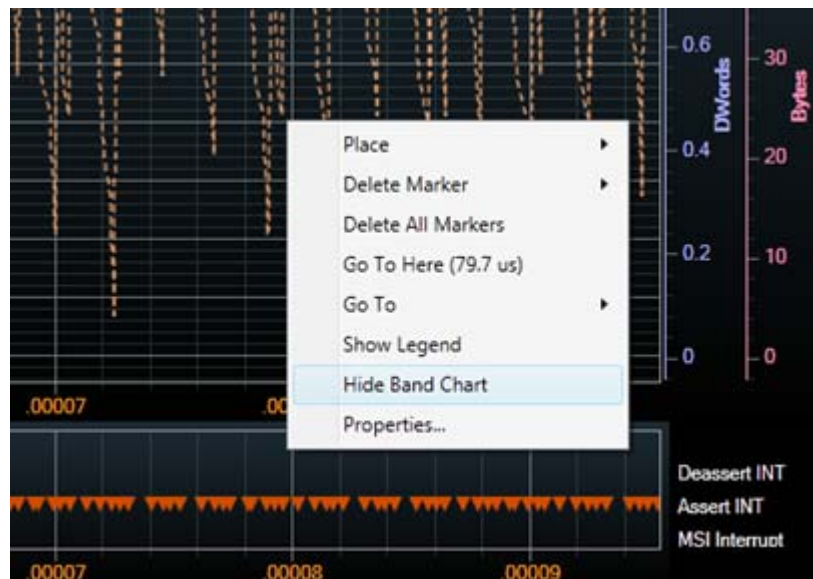 0.6
0.4
0.2
0
DWords
30
20
10
0
Bytes
Place
Delete Marker
Delete All Markers
Go To Here (79.7 us)
Go To
Show Legend
Hide Band Chart
Properties...
.00007
.00
Deassert INT
Assert INT
MSI Interrupt
.00007
.00008
.00009